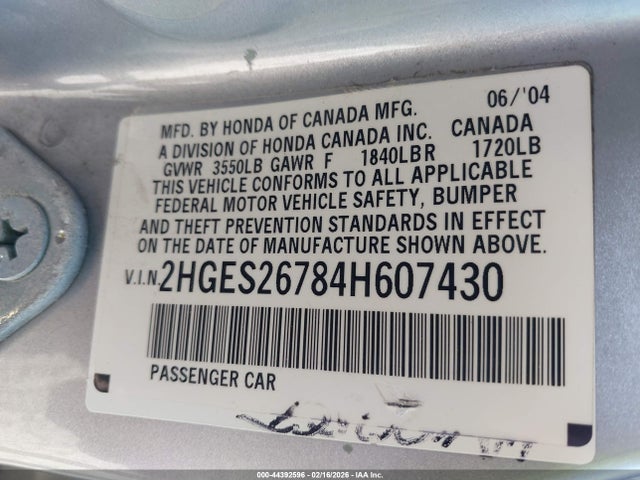 06/'04
MFD. BY HONDA OF CANADA MFG.
A DIVISION OF HONDA CANADA INC. CANADA
GVWR 3550LB GAWR F 1840LB R 1720LB
THIS VEHICLE CONFORMS TO ALL APPLICABLE
FEDERAL MOTOR VEHICLE SAFETY, BUMPER
AND THEFT PREVENTION STANDARDS IN EFFECT
ON THE DATE OF MANUFACTURE SHOWN ABOVE.
V.I.N. 2HGES26784H607430
PASSENGER CAR
000-44392596 - 02/16/2026 - IAA Inc.